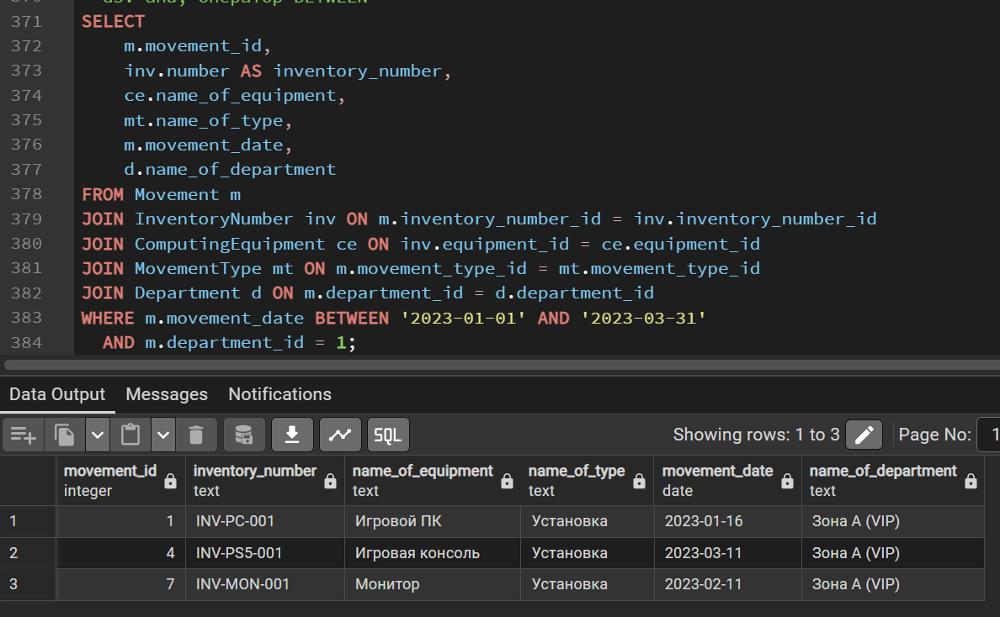 оператор BETWEEN
371 SELECT
372 m.movement_id,
373 inv.number AS inventory_number,
374 ce.name_of_equipment,
375 mt.name_of_type,
376 m.movement_date,
377 d.name_of_department
378 FROM Movement m
379 JOIN InventoryNumber inv ON m.inventory_number_id = inv.inventory_number_id
380 JOIN ComputingEquipment ce ON inv.equipment_id = ce.equipment_id
381 JOIN MovementType mt ON m.movement_type_id = mt.movement_type_id
382 JOIN Department d ON m.department_id = d.department_id
383 WHERE m.movement_date BETWEEN '2023-01-01' AND '2023-03-31'
384 AND m.department_id = 1;
Data Output Messages Notifications
SQL Showing rows: 1 to 3 Page No: 1
movement_id inventory_number name_of_equipment name_of_type movement_date name_of_department
integer text text text date text
1 1 INV-PC-001 Игровой ПК Установка 2023-01-16 Зона А (VIP)
2 4 INV-PS5-001 Игровая консоль Установка 2023-03-11 Зона А (VIP)
3 7 INV-MON-001 Монитор Установка 2023-02-11 Зона А (VIP)